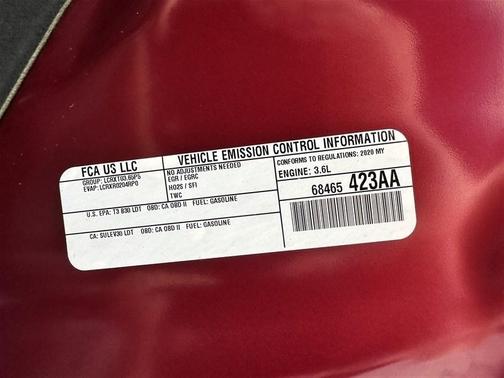 FCA US LLC
GROUP: LCRXT03.65P5
EVAP: LCRXR0204RP0
VEHICLE EMISSION CONTROL INFORMATION
NO ADJUSTMENTS NEEDED
EGR / EGRC
HO2S / SFI
TWC
CONFORMS TO REGULATIONS: 2020 MY
ENGINE: 3.6L
68465 423AA
U.S. EPA: T3 B30 LDT OBD: CA OBD II FUEL: GASOLINE
CA: SULEV30 LDT OBD: CA OBD II FUEL: GASOLINE